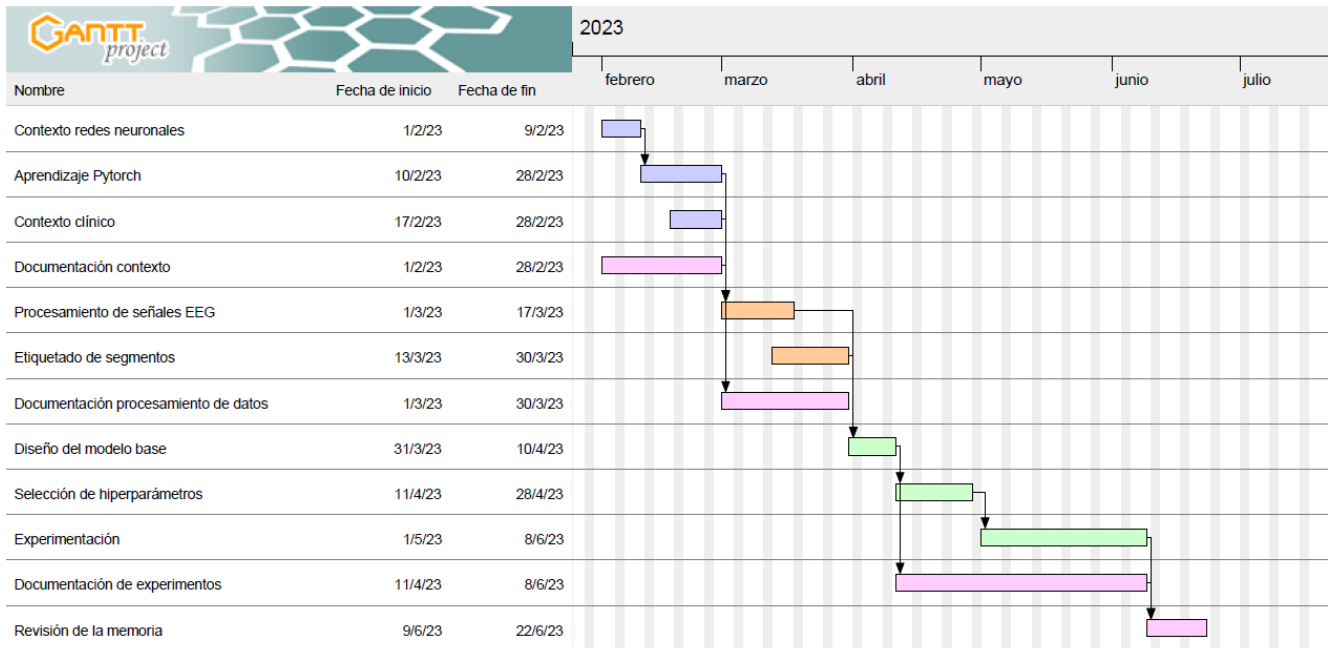 GANTT
project
2023
febrero marzo abril mayo junio julio
Nombre Fecha de inicio Fecha de fin
Contexto redes neuronales 1/2/23 9/2/23
Aprendizaje Pytorch 10/2/23 28/2/23
Contexto clínico 17/2/23 28/2/23
Documentación contexto 1/2/23 28/2/23
Procesamiento de señales EEG 1/3/23 17/3/23
Etiquetado de segmentos 13/3/23 30/3/23
Documentación procesamiento de datos 1/3/23 30/3/23
Diseño del modelo base 31/3/23 10/4/23
Selección de hiperparámetros 11/4/23 28/4/23
Experimentación 1/5/23 8/6/23
Documentación de experimentos 11/4/23 8/6/23
Revisión de la memoria 9/6/23 22/6/23